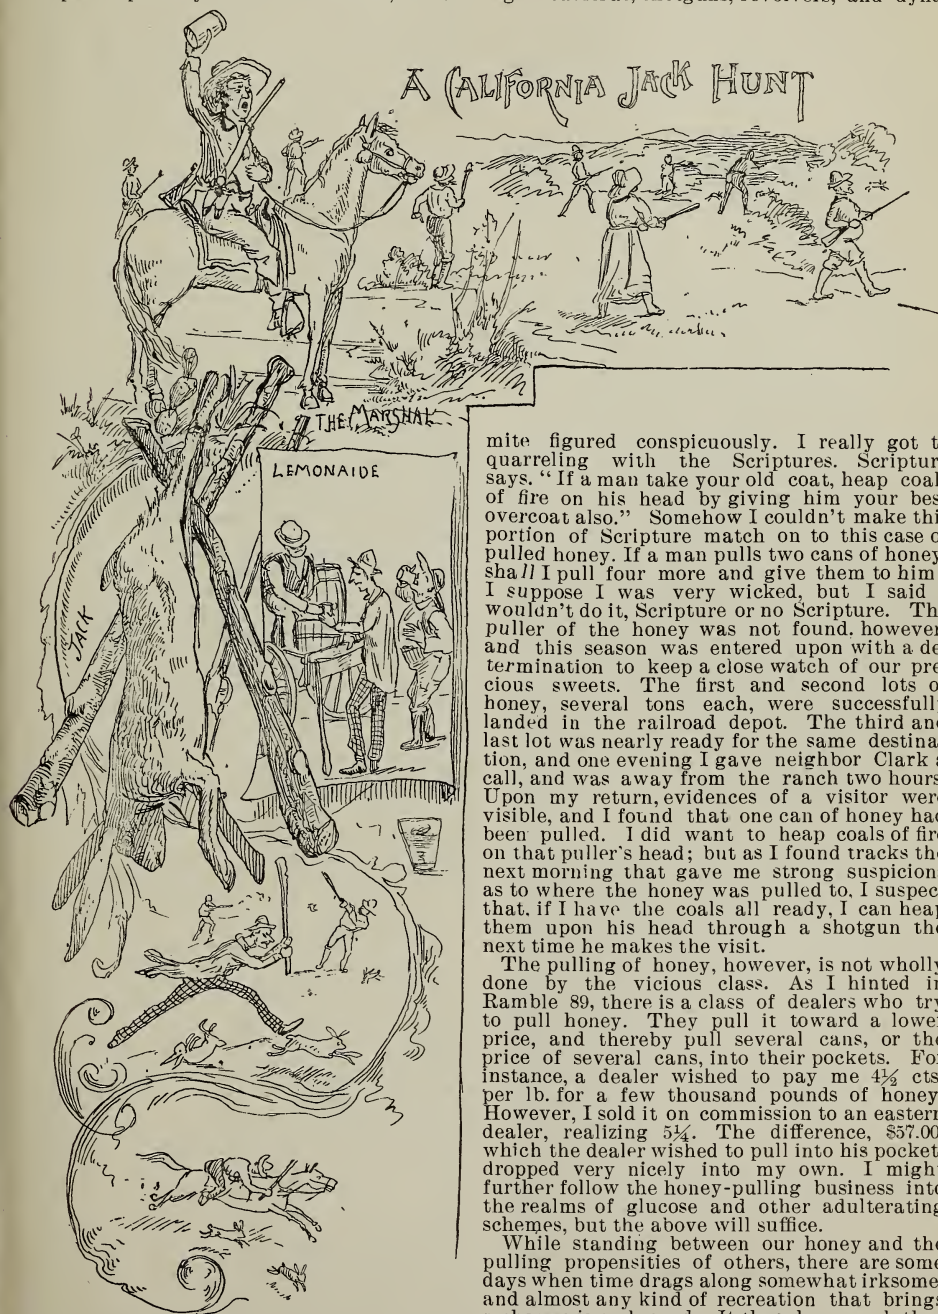 A CALIFORNIA JACK HUNT
THE MARSHAL
LEMONAIDE
JACK
mite figured conspicuously. I really got t
quarreling with the Scriptures. Scriptur
says. "If a man take your old coat, heap coal
of fire on his head by giving him your bes
overcoat also." Somehow I couldn't make thi
portion of Scripture match on to this case o
pulled honey. If a man pulls two cans of honey
shall I pull four more and give them to him
I suppose I was very wicked, but I said
wouldn't do it, Scripture or no Scripture. Th
puller of the honey was not found. however
and this season was entered upon with a de
termination to keep a close watch of our pre
cious sweets. The first and second lots o
honey, several tons each, were successfull
landed in the railroad depot. The third and
last lot was nearly ready for the same destina
tion, and one evening I gave neighbor Clark a
call, and was away from the ranch two hours
Upon my return, evidences of a visitor wer
visible, and I found that one can of honey had
been pulled. I did want to heap coals of fir
on that puller's head; but as I found tracks the
next morning that gave me strong suspicion
as to where the honey was pulled to, I suspec
that, if I have the coals all ready, I can heap
them upon his head through a shotgun the
next time he makes the visit.
The pulling of honey, however, is not wholly
done by the vicious class. As I hinted in
Ramble 89, there is a class of dealers who try
to pull honey. They pull it toward a lowe
price, and thereby pull several cans, or the
price of several cans, into their pockets. Fo
instance, a dealer wished to pay me 4½ cts
per lb. for a few thousand pounds of honey
However, I sold it on commission to an eastern
dealer, realizing 5¼. The difference, $57.00
which the dealer wished to pull into his pocket
dropped very nicely into my own. I migh
further follow the honey-pulling business into
the realms of glucose and other adulterating
schemes, but the above will suffice.
While standing between our honey and the
pulling propensities of others, there are some
days when time drags along somewhat irksome
and almost any kind of recreation that brings